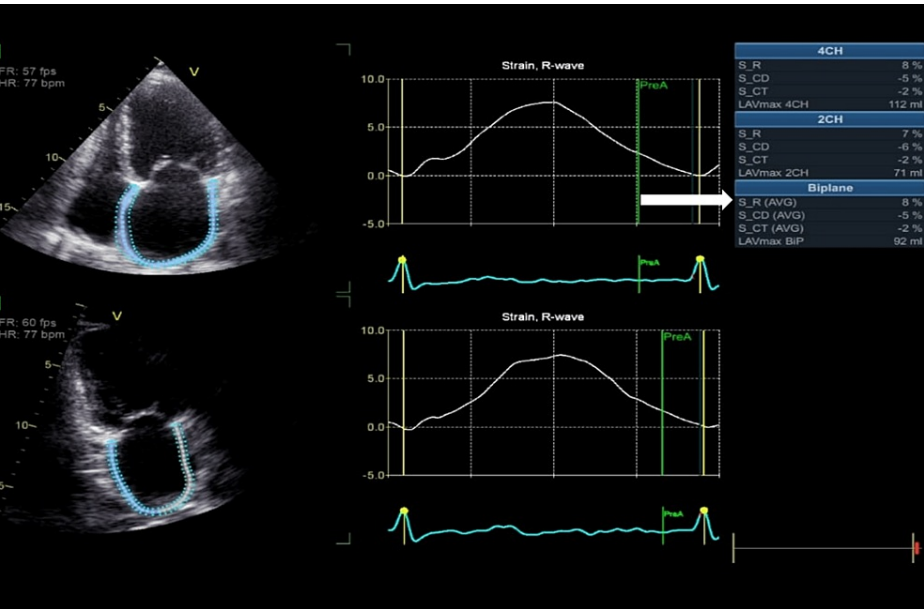 V
FR: 57 fps
HR: 77 bpm
5
10
15
Strain, R-wave
10.0
PreA
5.0
0.0
-5.0
PreA
4CH
S_R 8 %
S_CD -5 %
S_CT -2 %
LAVmax 4CH 112 ml
2CH
S_R 7 %
S_CD -6 %
S_CT -2 %
LAVmax 2CH 71 ml
Biplane
S_R (AVG) 8 %
S_CD (AVG) -5 %
S_CT (AVG) -2 %
LAVmax BiP 92 ml
V
FR: 60 fps
HR: 77 bpm
5
10
Strain, R-wave
10.0
PreA
5.0
0.0
-5.0
PreA